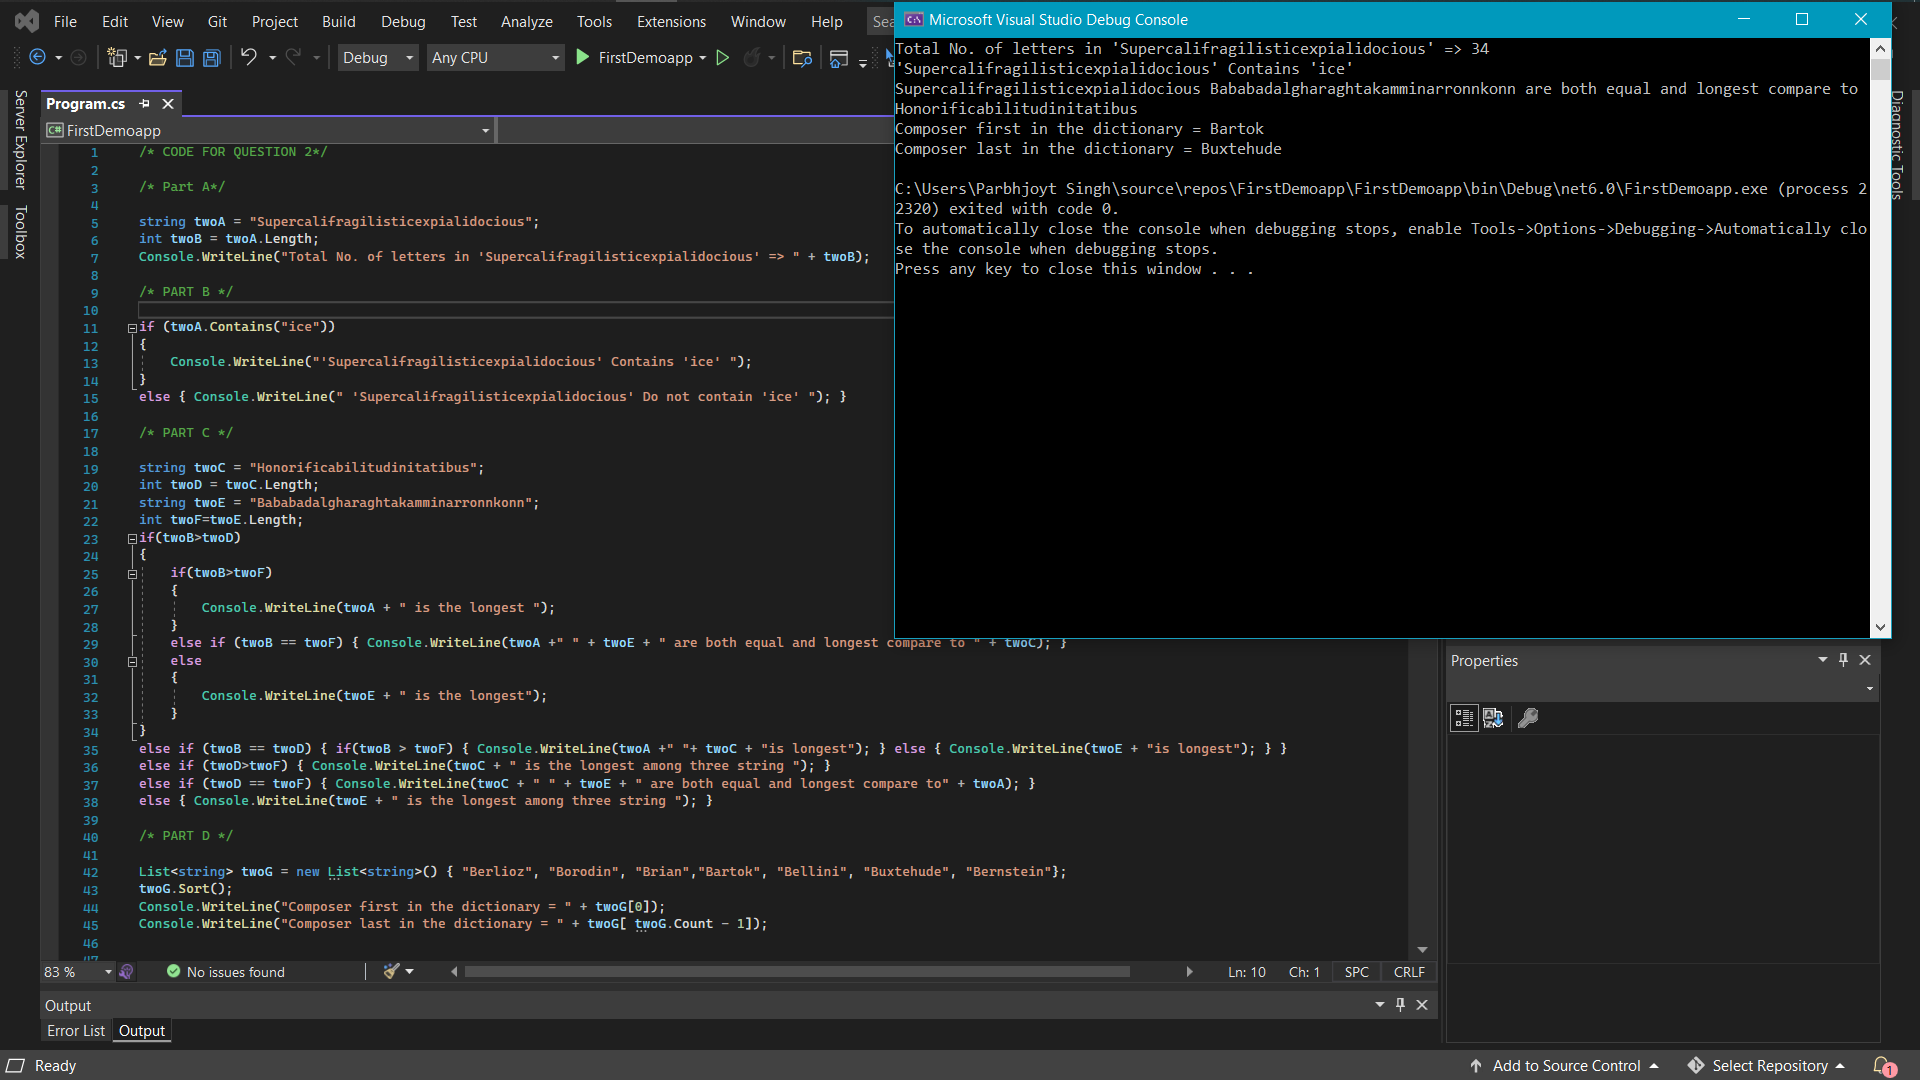 File Edit View Git Project Build Debug Test Analyze Tools Extensions Window Help Sea
Debug Any CPU FirstDemoapp
Server Explorer
Toolbox
Program.cs
FirstDemoapp
1 /* CODE FOR QUESTION 2*/
2
3 /* Part A*/
4
5 string twoA = "Supercalifragilisticexpialidocious";
6 int twoB = twoA.Length;
7 Console.WriteLine("Total No. of letters in 'Supercalifragilisticexpialidocious' => " + twoB);
8
9 /* PART B */
10
11 if (twoA.Contains("ice"))
12 {
13 Console.WriteLine("'Supercalifragilisticexpialidocious' Contains 'ice' ");
14 }
15 else { Console.WriteLine(" 'Supercalifragilisticexpialidocious' Do not contain 'ice' "); }
16
17 /* PART C */
18
19 string twoC = "Honorificabilitudinitatibus";
20 int twoD = twoC.Length;
21 string twoE = "Bababadalgharaghtakamminarronnkonn";
22 int twoF=twoE.Length;
23 if(twoB>twoD)
24 {
25 if(twoB>twoF)
26 {
27 Console.WriteLine(twoA + " is the longest ");
28 }
29 else if (twoB == twoF) { Console.WriteLine(twoA +" " + twoE + " are both equal and longest compare to " + twoC); }
30 else
31 {
32 Console.WriteLine(twoE + " is the longest");
33 }
34 }
35 else if (twoB == twoD) { if(twoB > twoF) { Console.WriteLine(twoA +" "+ twoC + "is longest"); } else { Console.WriteLine(twoE + "is longest"); } }
36 else if (twoD>twoF) { Console.WriteLine(twoC + " is the longest among three string "); }
37 else if (twoD == twoF) { Console.WriteLine(twoC + " " + twoE + " are both equal and longest compare to" + twoA); }
38 else { Console.WriteLine(twoE + " is the longest among three string "); }
39
40 /* PART D */
41
42 List<string> twoG = new List<string>() { "Berlioz", "Borodin", "Brian","Bartok", "Bellini", "Buxtehude", "Bernstein"};
43 twoG.Sort();
44 Console.WriteLine("Composer first in the dictionary = " + twoG[0]);
45 Console.WriteLine("Composer last in the dictionary = " + twoG[ twoG.Count - 1]);
46
47
83 % No issues found Ln: 10 Ch: 1 SPC CRLF
Output
Error List Output
Ready Add to Source Control Select Repository 1
Microsoft Visual Studio Debug Console
Total No. of letters in 'Supercalifragilisticexpialidocious' => 34
'Supercalifragilisticexpialidocious' Contains 'ice'
Supercalifragilisticexpialidocious Bababadalgharaghtakamminarronnkonn are both equal and longest compare to
Honorificabilitudinitatibus
Composer first in the dictionary = Bartok
Composer last in the dictionary = Buxtehude
C:\Users\Parbhjoyt Singh\source\repos\FirstDemoapp\FirstDemoapp\bin\Debug\net6.0\FirstDemoapp.exe (process 2
2320) exited with code 0.
To automatically close the console when debugging stops, enable Tools->Options->Debugging->Automatically clo
se the console when debugging stops.
Press any key to close this window . . .
Diagnostic Tools
Properties